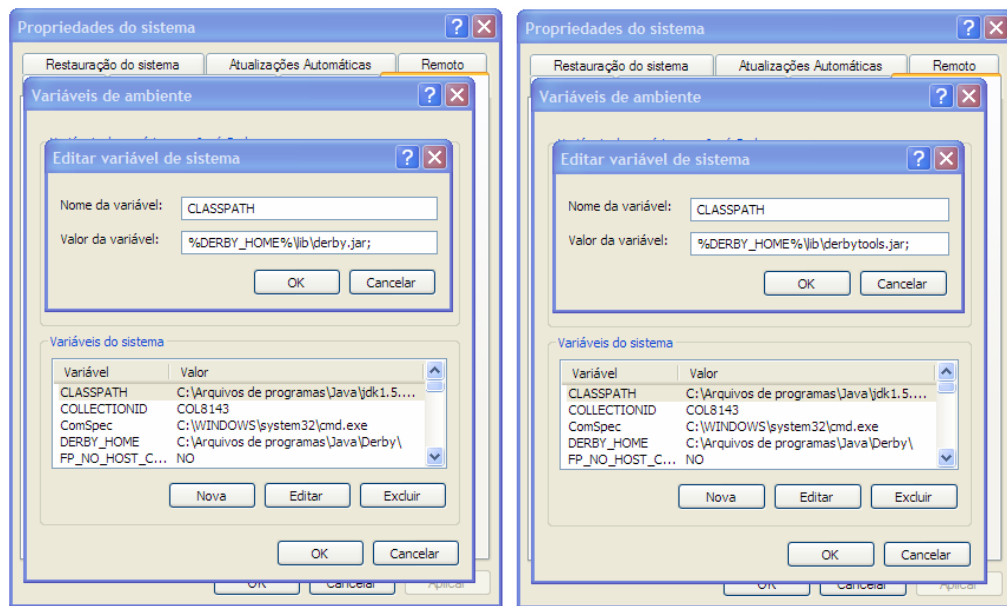 Propriedades do sistema
Restauração do sistema
Atualizações Automáticas
Remoto
Variáveis de ambiente
Editar variável de sistema
Nome da variável:
CLASSPATH
Valor da variável:
%DERBY_HOME%\lib\derby.jar;
OK
Cancelar
Variáveis do sistema
Variável Valor
CLASSPATH C:\Arquivos de programas\Java\jdk1.5....
COLLECTIONID COL8143
ComSpec C:\WINDOWS\system32\cmd.exe
DERBY_HOME C:\Arquivos de programas\Java\Derby\
FP_NO_HOST_C... NO
Nova
Editar
Excluir
OK
Cancelar
OK
Cancelar
Aplicar
Propriedades do sistema
Restauração do sistema
Atualizações Automáticas
Remoto
Variáveis de ambiente
Editar variável de sistema
Nome da variável:
CLASSPATH
Valor da variável:
%DERBY_HOME%\lib\derbytools.jar;
OK
Cancelar
Variáveis do sistema
Variável Valor
CLASSPATH C:\Arquivos de programas\Java\jdk1.5....
COLLECTIONID COL8143
ComSpec C:\WINDOWS\system32\cmd.exe
DERBY_HOME C:\Arquivos de programas\Java\Derby\
FP_NO_HOST_C... NO
Nova
Editar
Excluir
OK
Cancelar
OK
Cancelar
Aplicar